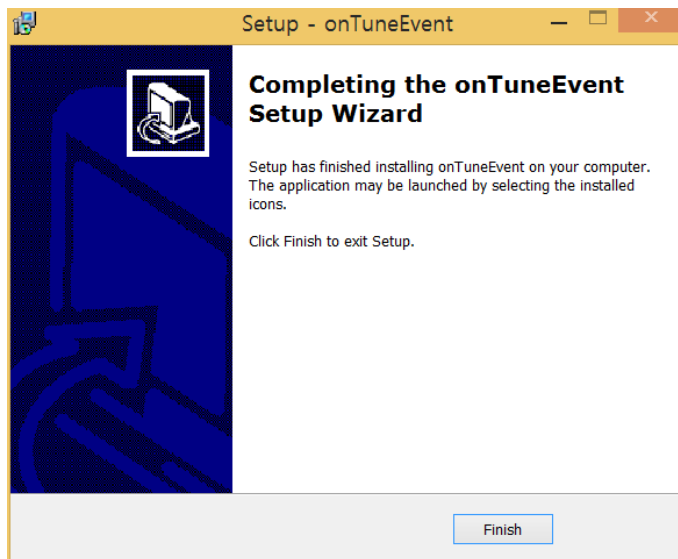 Setup - onTuneEvent
Completing the onTuneEvent
Setup Wizard
Setup has finished installing onTuneEvent on your computer.
The application may be launched by selecting the installed
icons.
Click Finish to exit Setup.
Finish